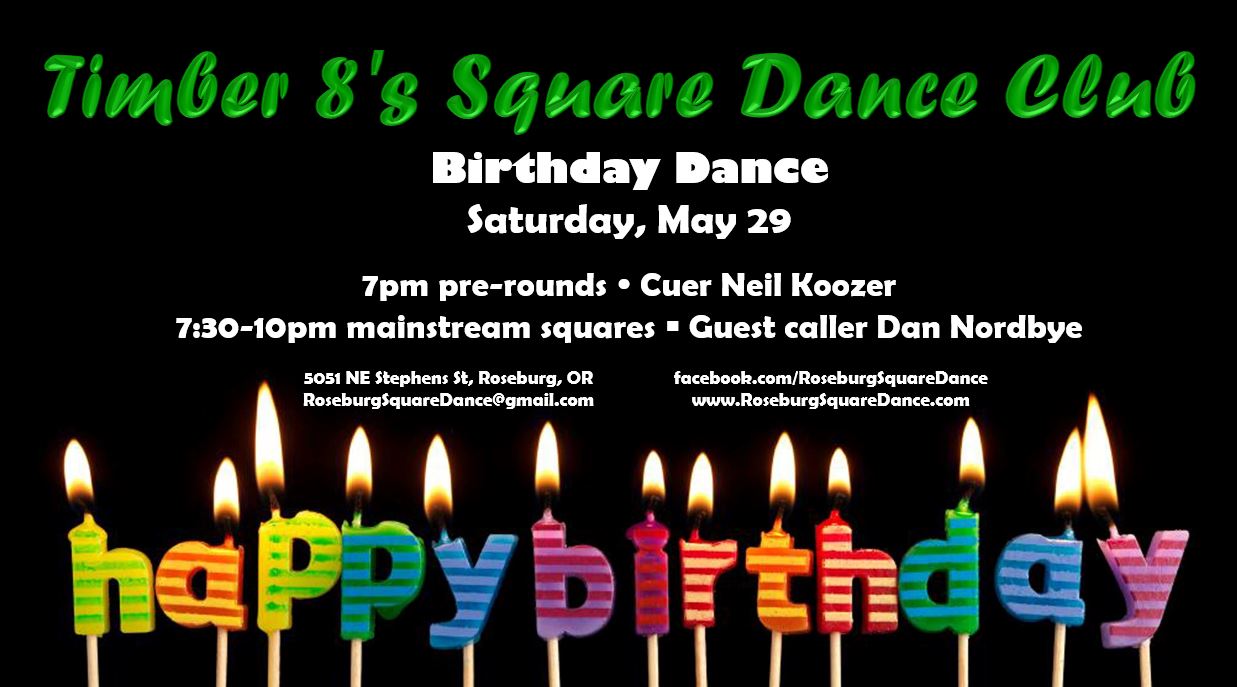 Timber 8's Square Dance Club
Birthday Dance
Saturday, May 29
7pm pre-rounds • Cuer Neil Koozer
7:30-10pm mainstream squares ▪ Guest caller Dan Nordbye
5051 NE Stephens St, Roseburg, OR
RoseburgSquareDance@gmail.com
facebook.com/RoseburgSquareDance
www.RoseburgSquareDance.com
happybirthday